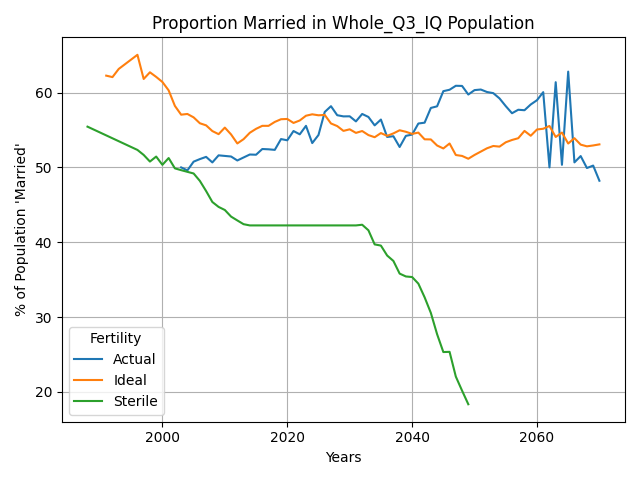 Proportion Married in Whole_Q3_IQ Population
% of Population 'Married'
60
50
40
30
20
Fertility
Actual
Ideal
Sterile
2000
2020
2040
2060
Years